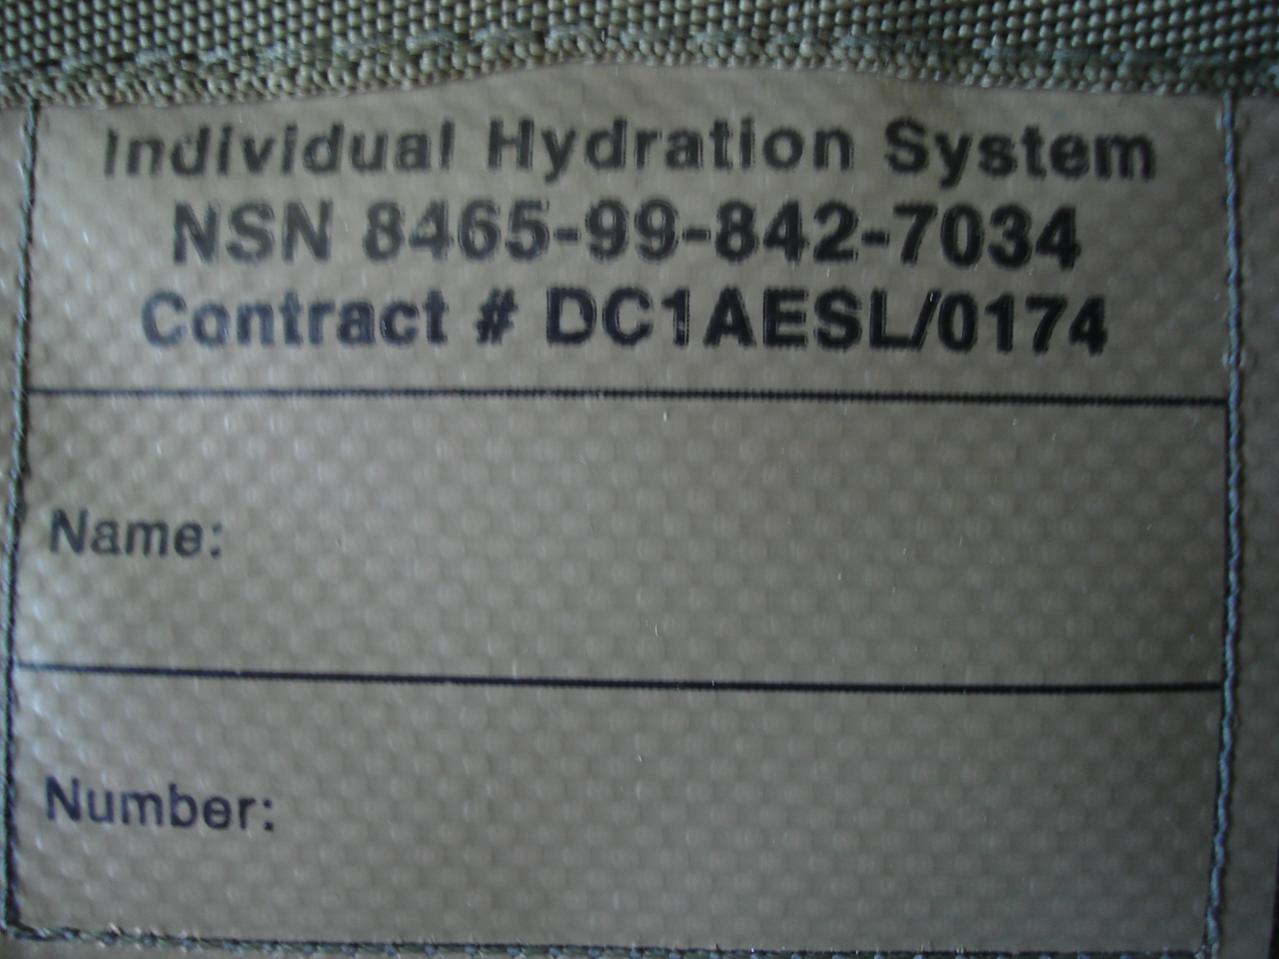 Individual Hydration System
NSN 8465-99-842-7034
Contract # DC1AESL/0174
Name:
Number: